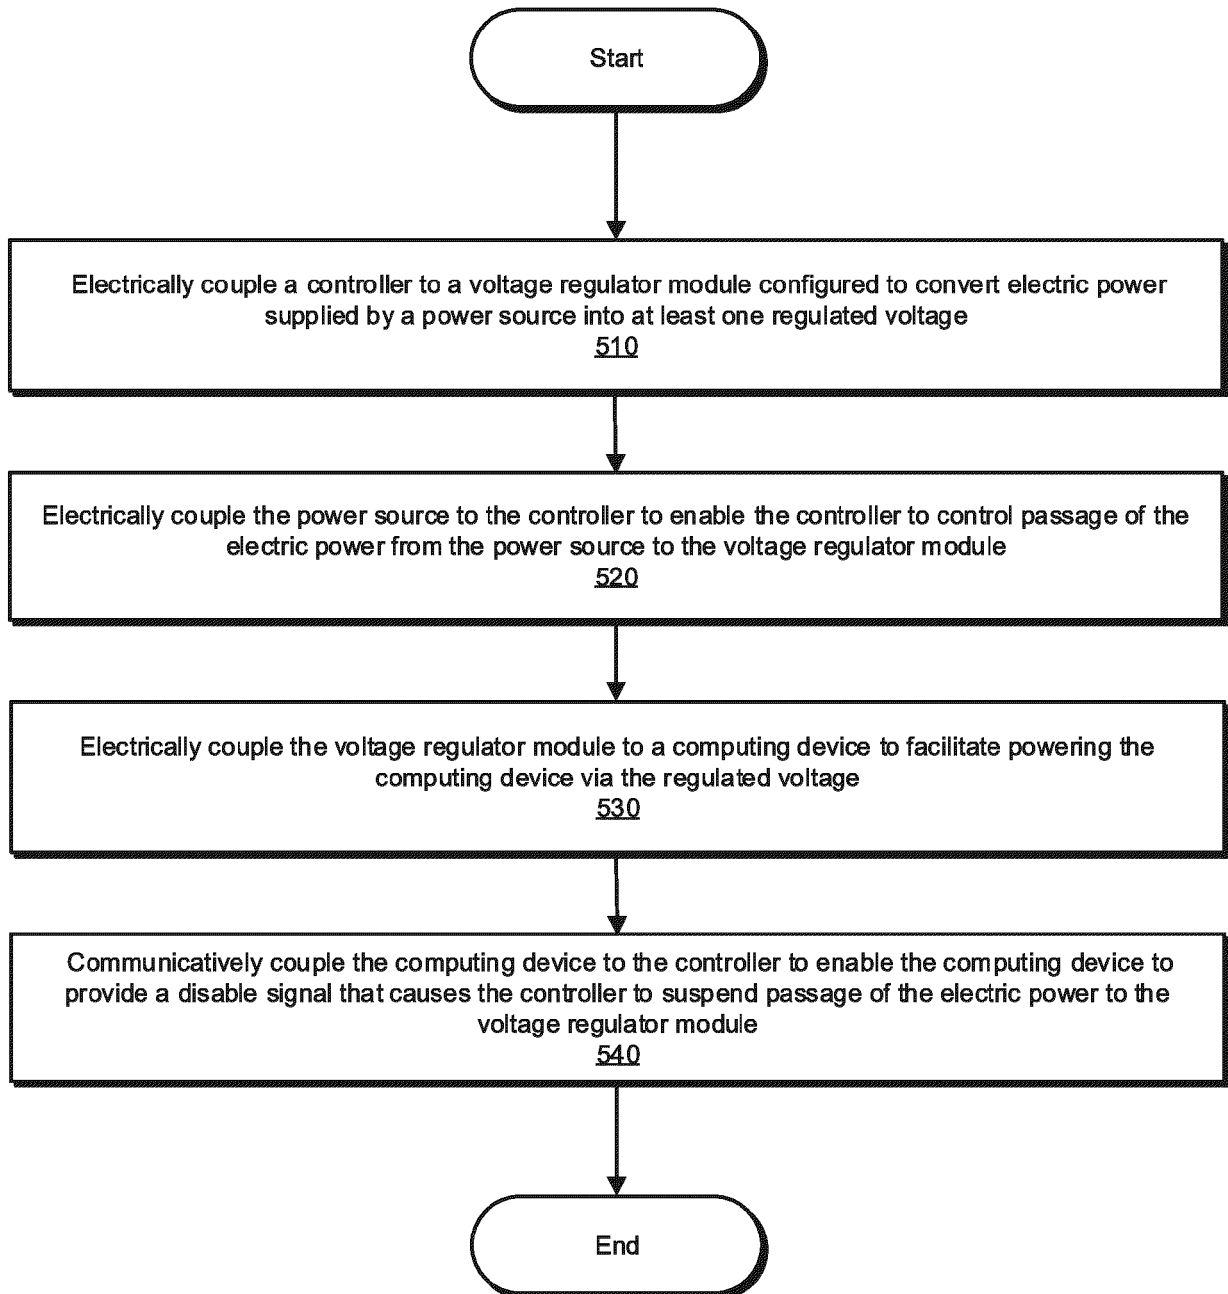 Start
Electrically couple a controller to a voltage regulator module configured to convert electric power
supplied by a power source into at least one regulated voltage
510
Electrically couple the power source to the controller to enable the controller to control passage of the
electric power from the power source to the voltage regulator module
520
Electrically couple the voltage regulator module to a computing device to facilitate powering the
computing device via the regulated voltage
530
Communicatively couple the computing device to the controller to enable the computing device to
provide a disable signal that causes the controller to suspend passage of the electric power to the
voltage regulator module
540
End